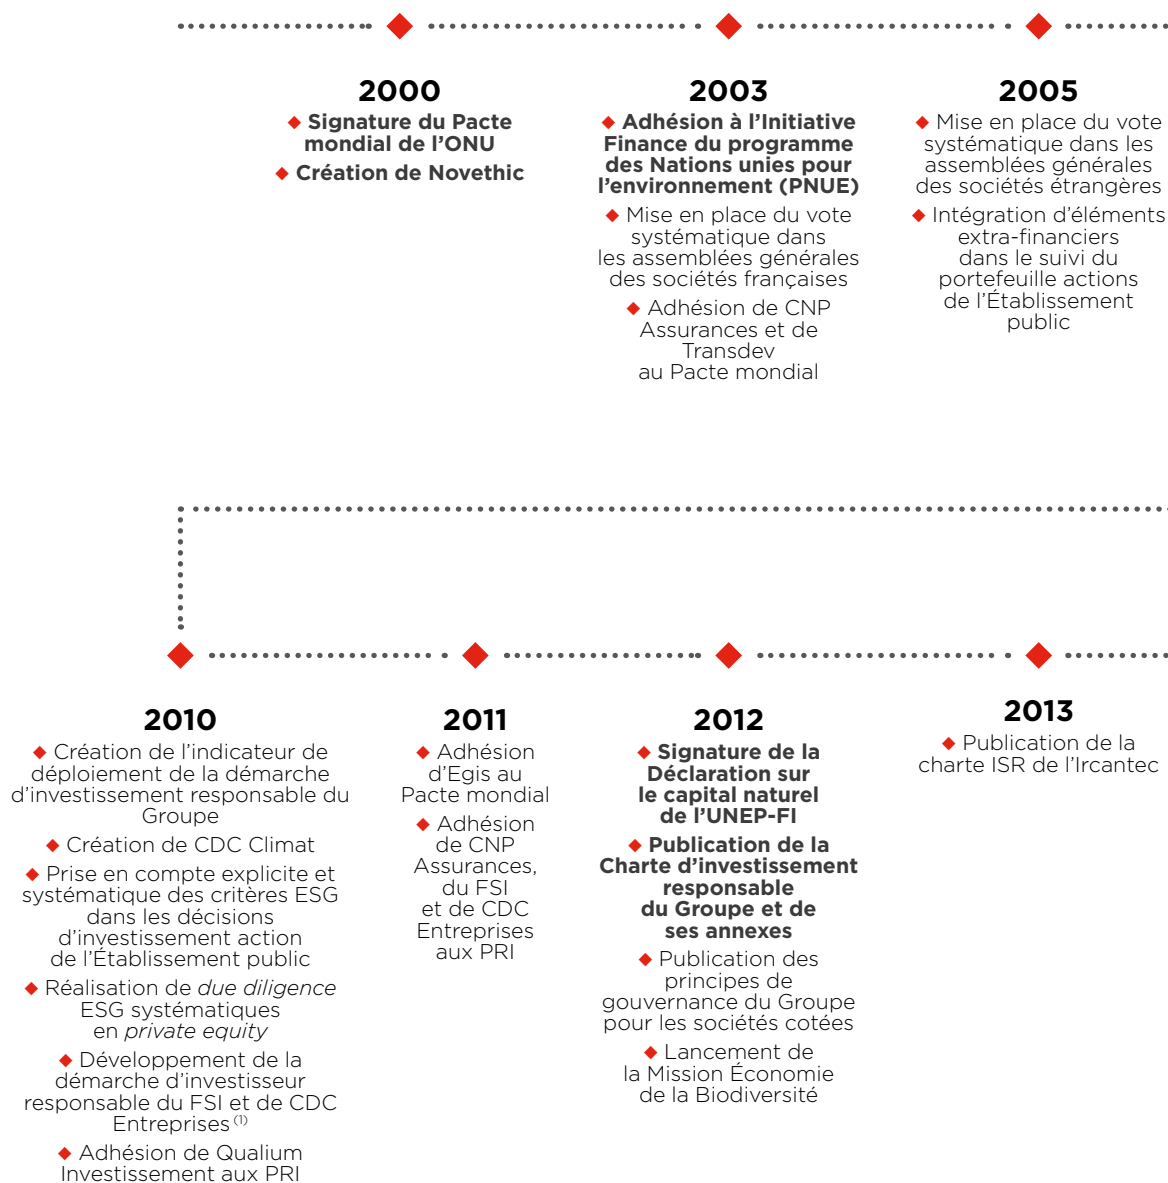 2000
◆ Signature du Pacte
mondial de l’ONU
◆ Création de Novethic
2003
◆ Adhésion à l’Initiative
Finance du programme
des Nations unies pour
l’environnement (PNUE)
◆ Mise en place du vote
systématique dans
les assemblées générales
des sociétés françaises
◆ Adhésion de CNP
Assurances et de
Transdev
au Pacte mondial
2005
◆ Mise en place du vote
systématique dans les
assemblées générales
des sociétés étrangères
◆ Intégration d’éléments
extra-financiers
dans le suivi du
portefeuille actions
de l’Établissement
public
2010
◆ Création de l’indicateur de
déploiement de la démarche
d’investissement responsable du
Groupe
◆ Création de CDC Climat
◆ Prise en compte explicite et
systématique des critères ESG
dans les décisions
d’investissement action
de l’Établissement public
◆ Réalisation de due diligence
ESG systématiques
en private equity
◆ Développement de la
démarche d’investisseur
responsable du FSI et de CDC
Entreprises (1)
◆ Adhésion de Qualium
Investissement aux PRI
2011
◆ Adhésion
d’Egis au
Pacte mondial
◆ Adhésion
de CNP
Assurances,
du FSI
et de CDC
Entreprises
aux PRI
2012
◆ Signature de la
Déclaration sur
le capital naturel
de l’UNEP-FI
◆ Publication de la
Charte d’investissement
responsable
du Groupe et de
ses annexes
◆ Publication des
principes de
gouvernance du Groupe
pour les sociétés cotées
◆ Lancement de
la Mission Économie
de la Biodiversité
2013
◆ Publication de la
charte ISR de l’Ircantec